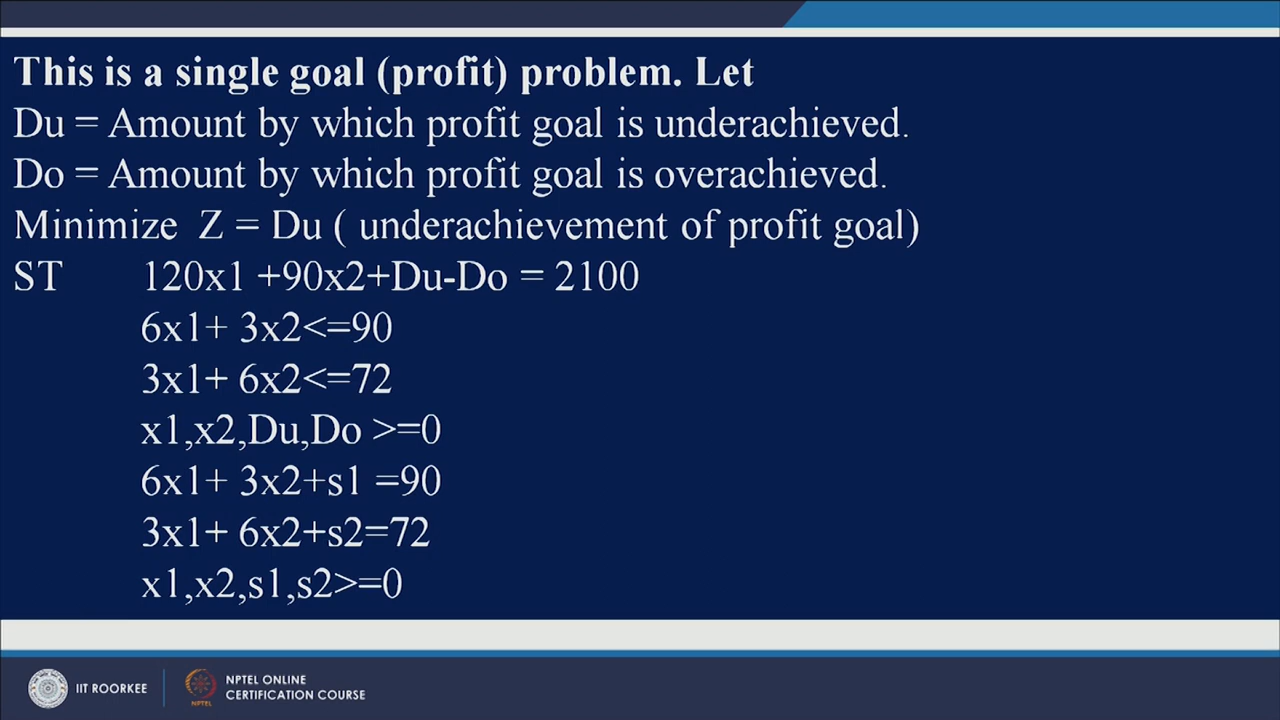 This is a single goal (profit) problem. Let
Du = Amount by which profit goal is underachieved.
Do = Amount by which profit goal is overachieved.
Minimize Z = Du ( underachievement of profit goal)
ST 120x1 +90x2+Du-Do = 2100
6x1+ 3x2<=90
3x1+ 6x2<=72
x1,x2,Du,Do >=0
6x1+ 3x2+s1 =90
3x1+ 6x2+s2=72
x1,x2,s1,s2>=0
IIT ROORKEE
NPTEL
NPTEL ONLINE
CERTIFICATION COURSE